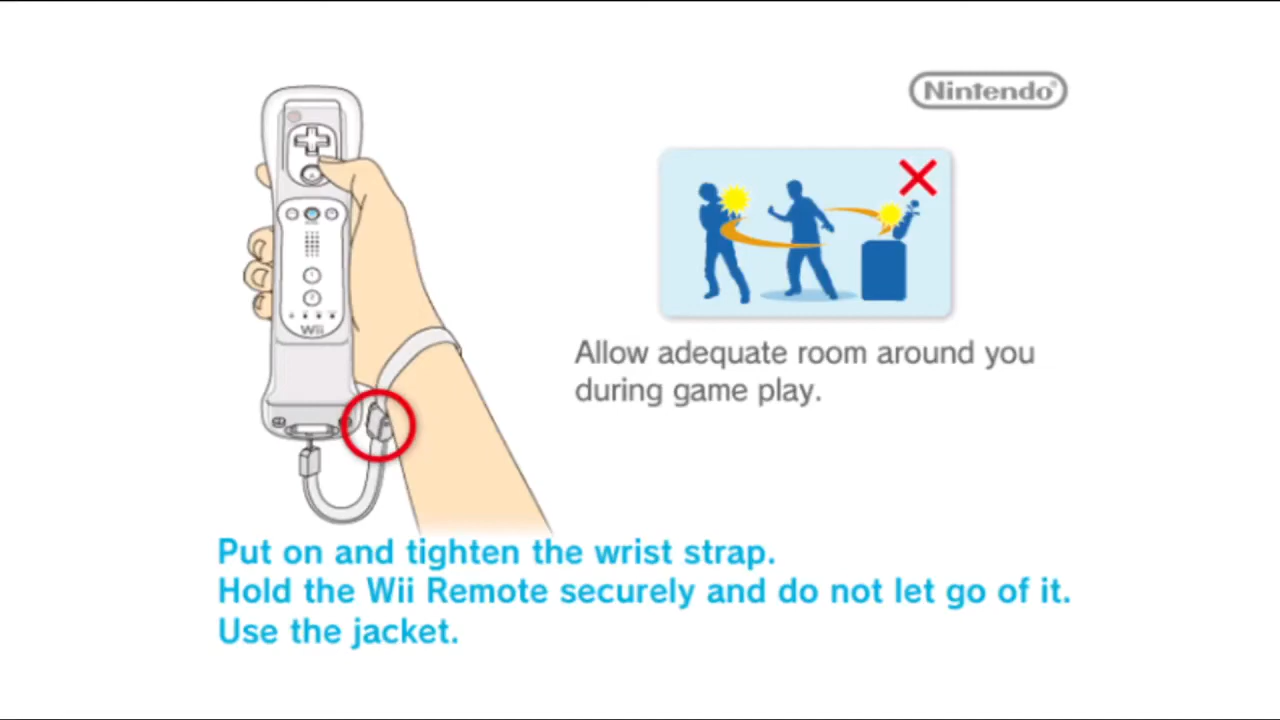 Nintendo®
Allow adequate room around you
during game play.
Wii
Put on and tighten the wrist strap.
Hold the Wii Remote securely and do not let go of it.
Use the jacket.